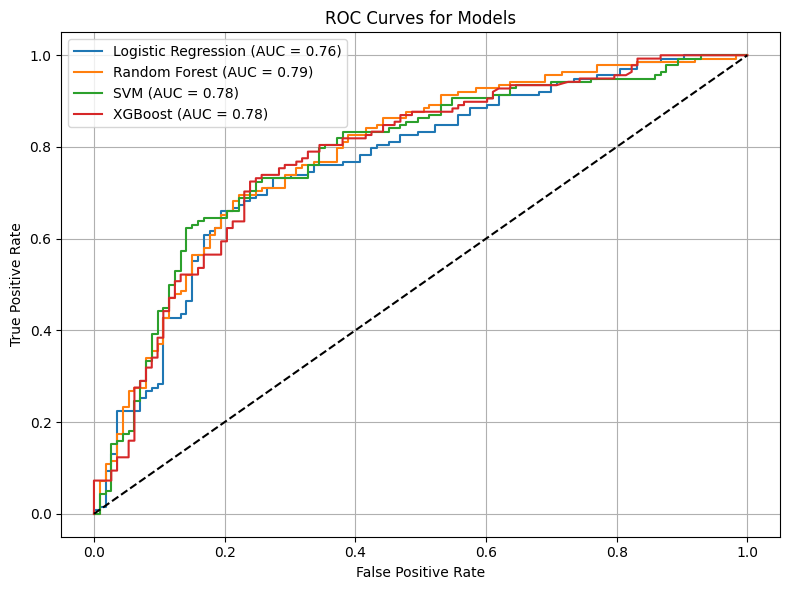 ROC Curves for Models
Logistic Regression (AUC = 0.76)
Random Forest (AUC = 0.79)
SVM (AUC = 0.78)
XGBoost (AUC = 0.78)
1.0
0.8
0.6
0.4
0.2
0.0
True Positive Rate
0.0 0.2 0.4 0.6 0.8 1.0
False Positive Rate